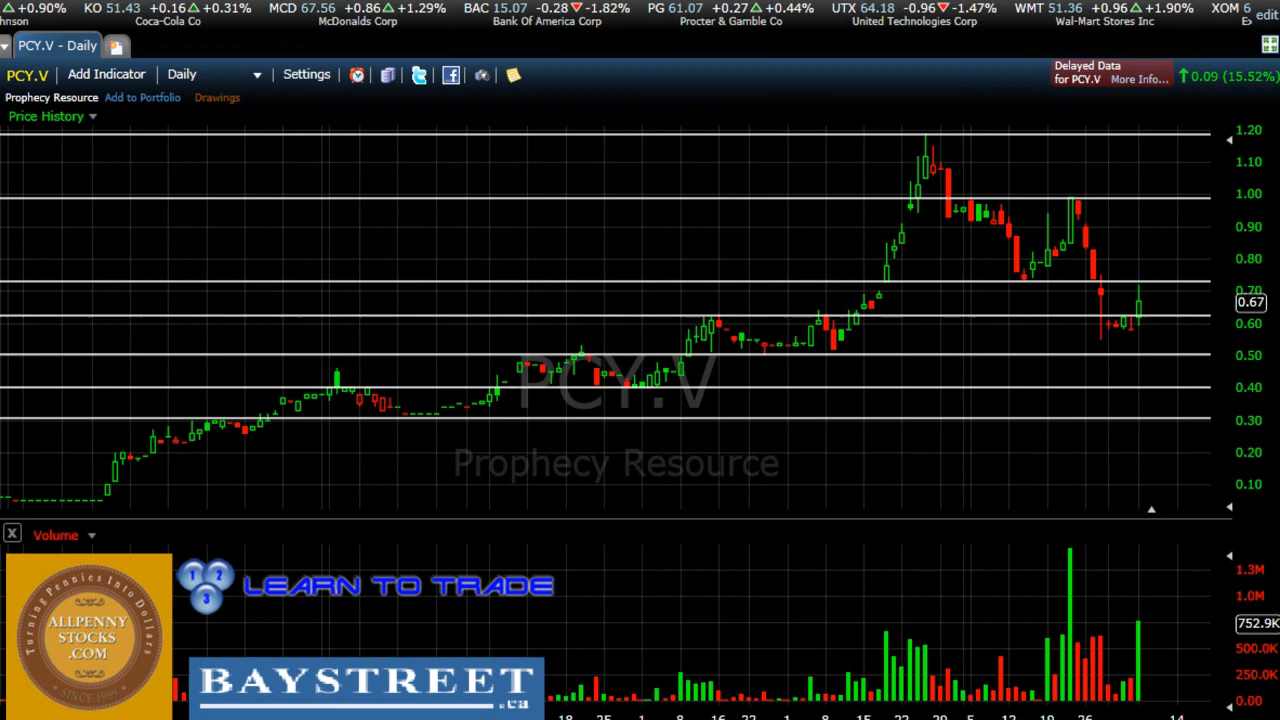 +0.90% KO 51.43 +0.16 +0.31% MCD 67.56 +0.86 +1.29% BAC 15.07 -0.28 -1.82% PG 61.07 +0.27 +0.44% UTX 64.18 -0.96 -1.47% WMT 51.36 +0.96 +1.90% XOM 6
hnson Coca-Cola Co McDonalds Corp Bank Of America Corp Procter & Gamble Co United Technologies Corp Wal-Mart Stores Inc Ex edit
PCY.V - Daily
PCY.V Add Indicator Daily Settings
Delayed Data
for PCY.V More Info...
0.09 (15.52%)
Prophecy Resource Add to Portfolio Drawings
Price History
1.20
1.10
1.00
0.90
0.80
0.70
0.67
0.60
0.50
0.40
0.30
0.20
0.10
PCY.V
Prophecy Resource
X Volume
1.3M
1.0M
752.9K
500.0K
250.0K
0.00
Turning Pennies Into Dollars
ALLPENNY
STOCKS
.COM
SINCE 1999
1 2
3
LEARN TO TRADE
BAYSTREET
.ca
18 25 1 8 16 22 1 8 15 22 29 5 12 19 26 14